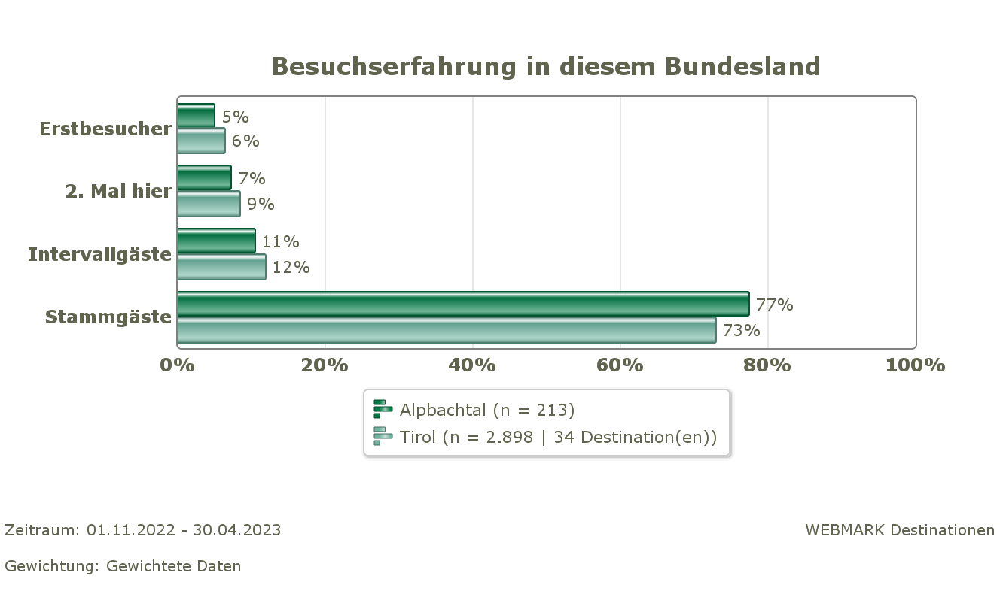 Besuchserfahrung in diesem Bundesland
Erstbesucher
5%
6%
2. Mal hier
7%
9%
Intervallgäste
11%
12%
Stammgäste
77%
73%
0% 20% 40% 60% 80% 100%
Alpbachtal (n = 213)
Tirol (n = 2.898 | 34 Destination(en))
Zeitraum: 01.11.2022 - 30.04.2023
WEBMARK Destinationen
Gewichtung: Gewichtete Daten